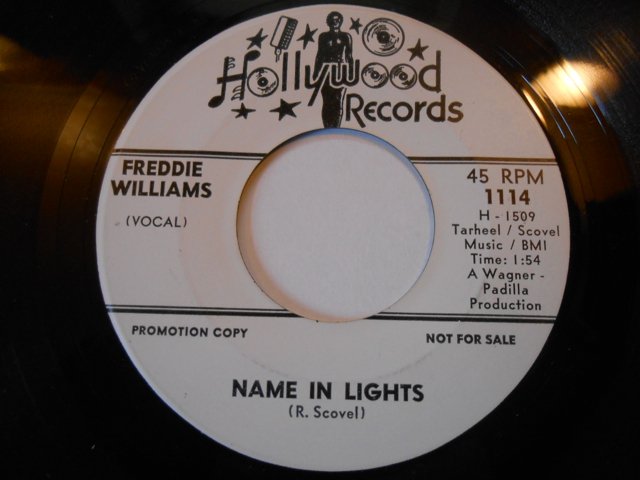 Hollywood
Records
FREDDIE
WILLIAMS
(VOCAL)
45 RPM
1114
H - 1509
Tarheel / Scovel
Music / BMI
Time: 1:54
A Wagner -
Padilla
Production
PROMOTION COPY
NOT FOR SALE
NAME IN LIGHTS
(R. Scovel)